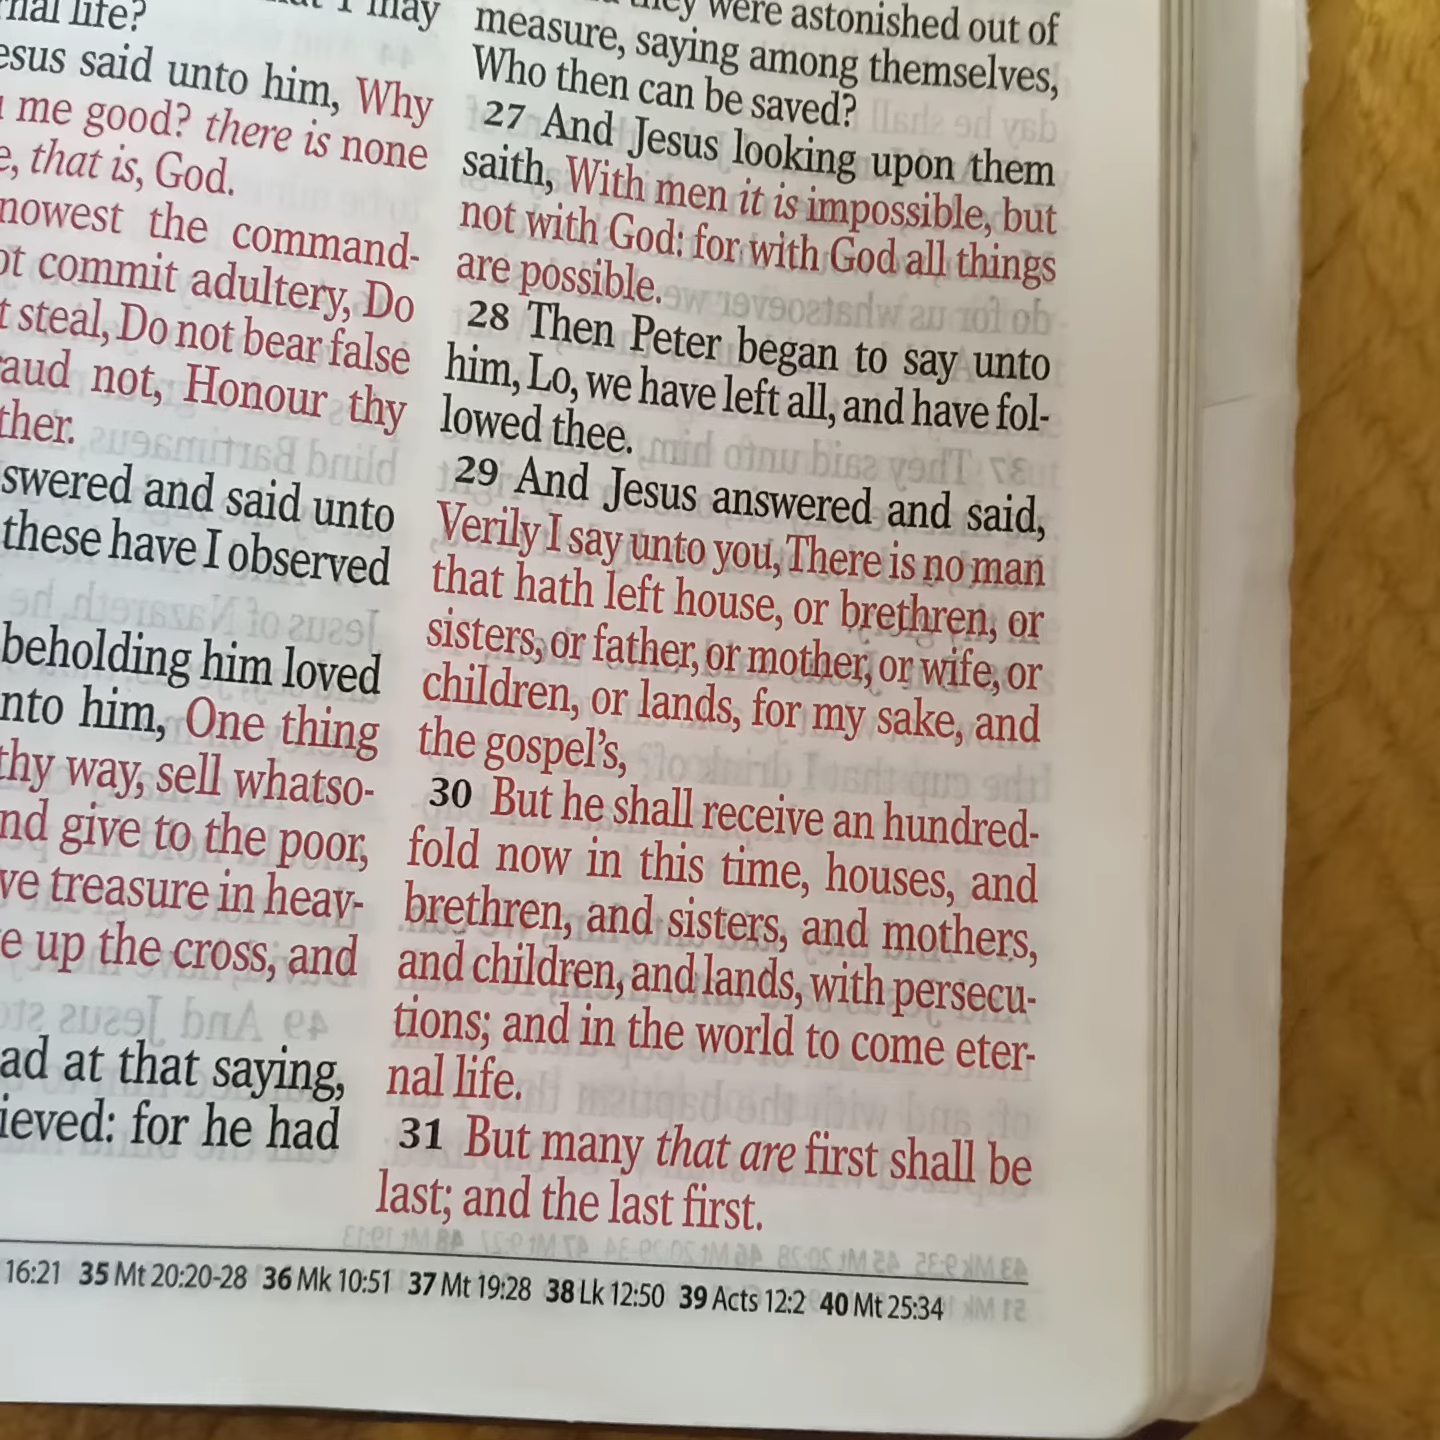 nal life?
esus said unto him, Why
me good? there is none
e, that is, God.
nowest the command-
ot commit adultery, Do
t steal, Do not bear false
aud not, Honour thy
ther.
swered and said unto
these have I observed
beholding him loved
nto him, One thing
thy way, sell whatso-
nd give to the poor,
ve treasure in heav-
e up the cross, and
ad at that saying,
ieved: for he had
I may
they were astonished out of
measure, saying among themselves,
Who then can be saved?
27 And Jesus looking upon them
saith, With men it is impossible, but
not with God: for with God all things
are possible.
28 Then Peter began to say unto
him, Lo, we have left all, and have fol-
lowed thee.
29 And Jesus answered and said,
Verily I say unto you, There is no man
that hath left house, or brethren, or
sisters, or father, or mother, or wife, or
children, or lands, for my sake, and
the gospel's,
30 But he shall receive an hundred-
fold now in this time, houses, and
brethren, and sisters, and mothers,
and children, and lands, with persecu-
tions; and in the world to come eter-
nal life.
31 But many that are first shall be
last; and the last first.
16:21 35 Mt 20:20-28 36 Mk 10:51 37 Mt 19:28 38 Lk 12:50 39 Acts 12:2 40 Mt 25:34